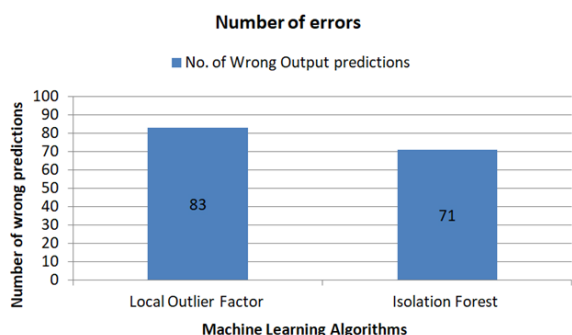 Number of errors
No. of Wrong Output predictions
Number of wrong predictions
100
90
80
70
60
50
40
30
20
10
0
83
71
Local Outlier Factor
Isolation Forest
Machine Learning Algorithms